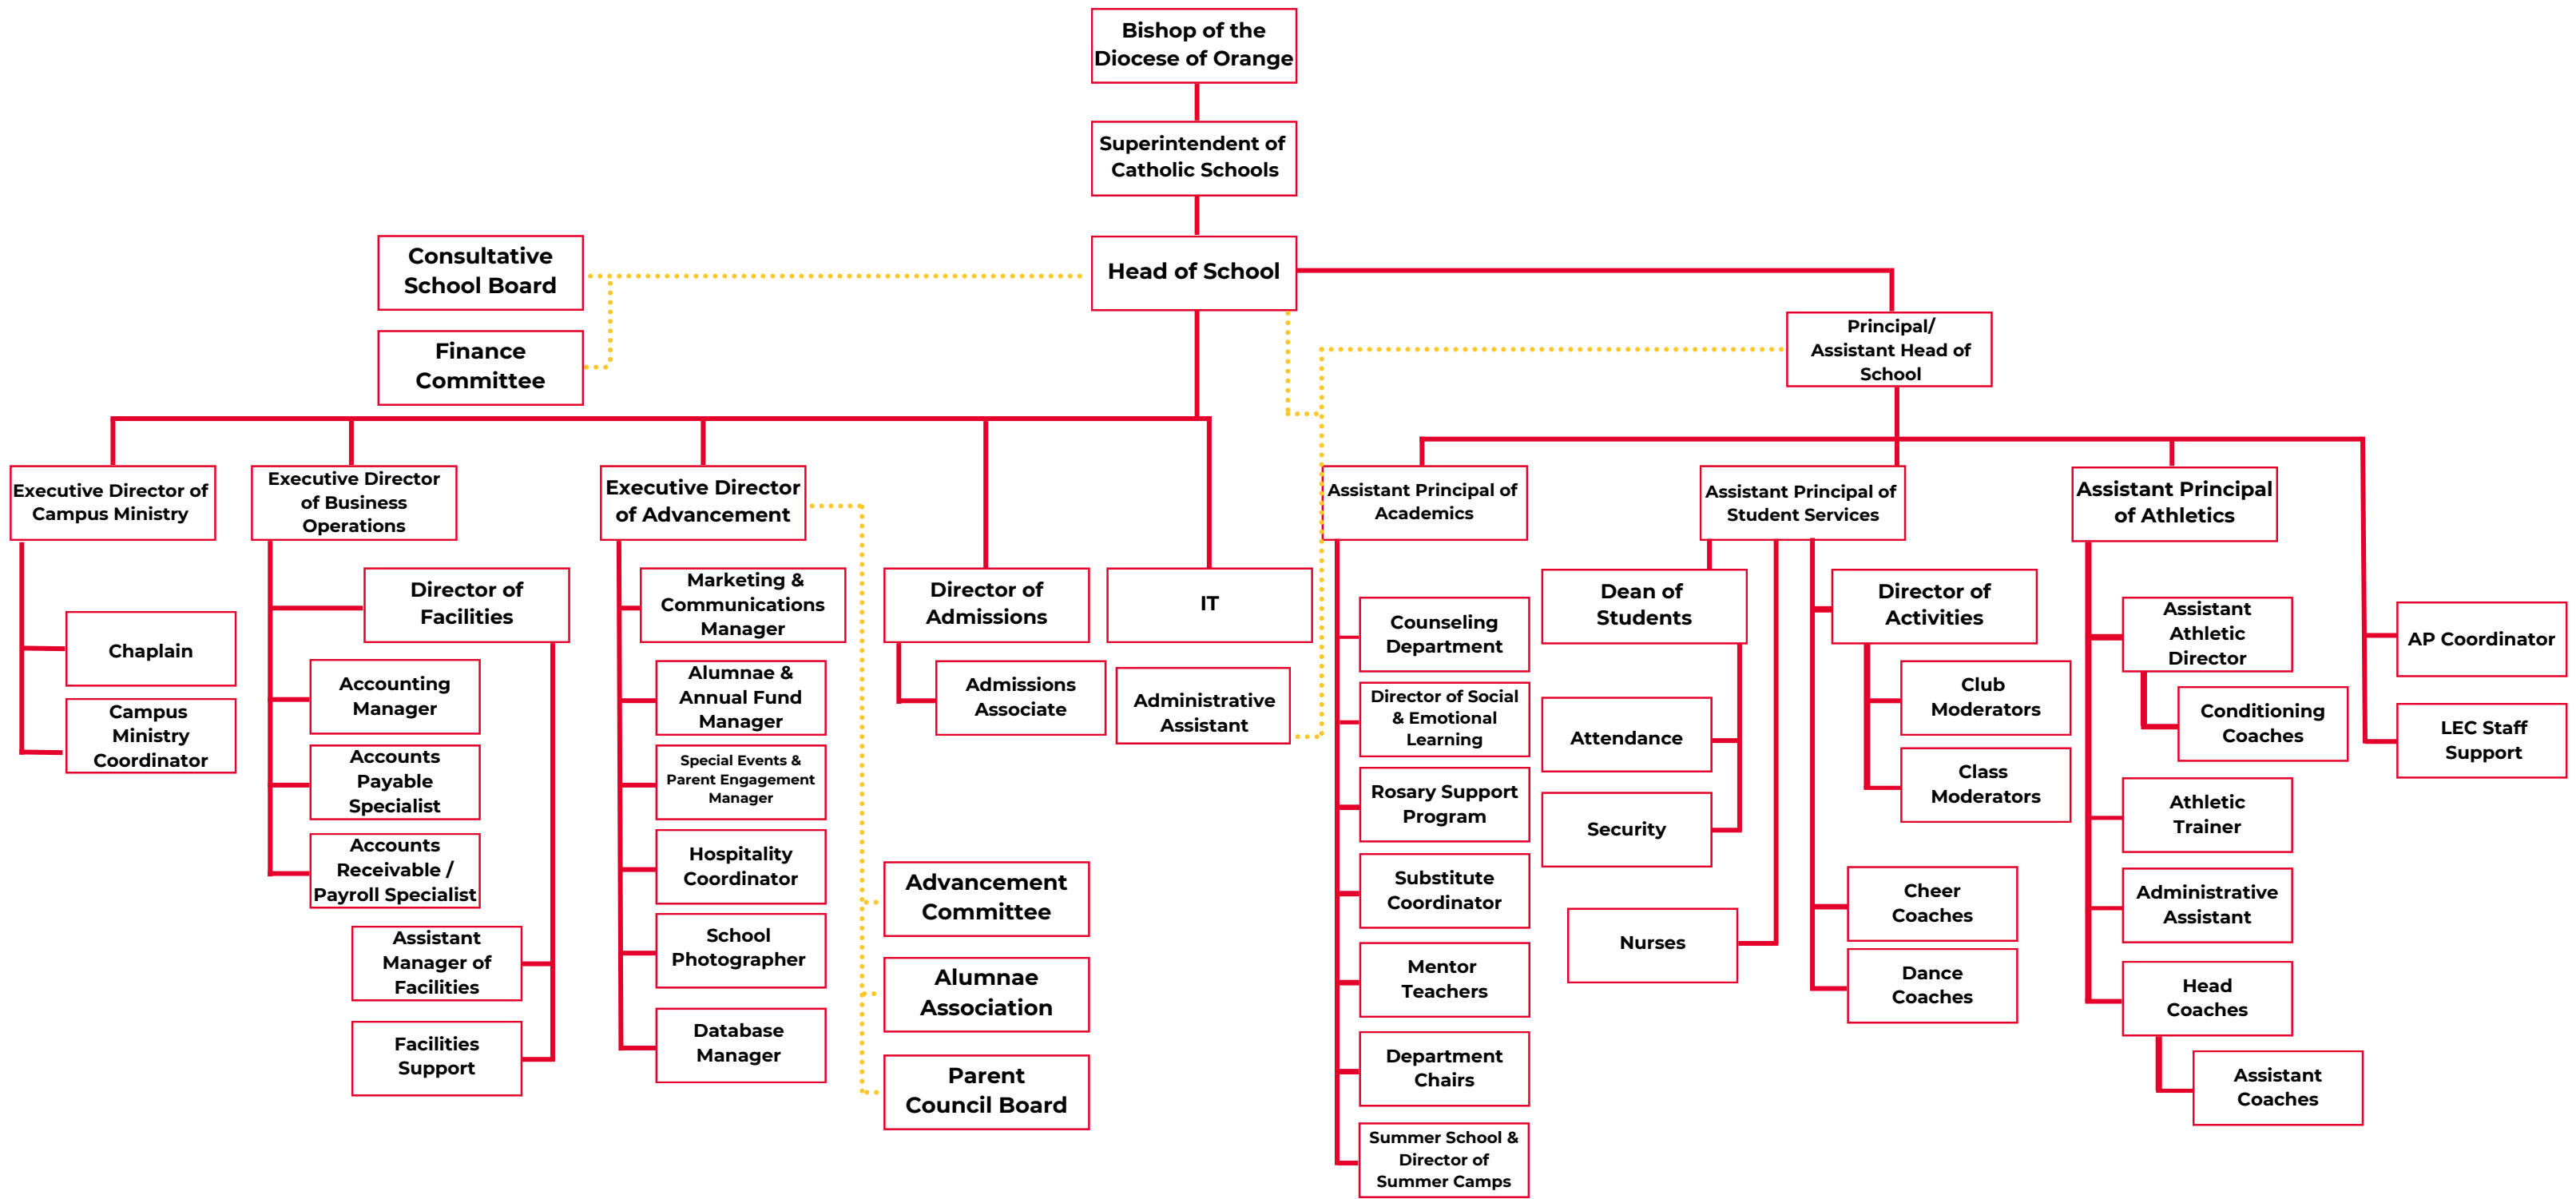 Bishop of the
Diocese of Orange
Superintendent of
Catholic Schools
Head of School
Consultative
School Board
Finance
Committee
Principal/
Assistant Head of
School
Executive Director of
Campus Ministry
Chaplain
Campus
Ministry
Coordinator
Executive Director
of Business
Operations
Director of
Facilities
Accounting
Manager
Accounts
Payable
Specialist
Accounts
Receivable /
Payroll Specialist
Assistant
Manager of
Facilities
Facilities
Support
Executive Director
of Advancement
Marketing &
Communications
Manager
Alumnae &
Annual Fund
Manager
Special Events &
Parent Engagement
Manager
Hospitality
Coordinator
School
Photographer
Database
Manager
Advancement
Committee
Alumnae
Association
Parent
Council Board
Director of
Admissions
Admissions
Associate
IT
Administrative
Assistant
Assistant Principal of
Academics
Counseling
Department
Director of Social
& Emotional
Learning
Rosary Support
Program
Substitute
Coordinator
Mentor
Teachers
Department
Chairs
Summer School &
Director of
Summer Camps
Assistant Principal of
Student Services
Dean of
Students
Attendance
Security
Nurses
Director of
Activities
Club
Moderators
Class
Moderators
Cheer
Coaches
Dance
Coaches
Assistant Principal
of Athletics
Assistant
Athletic
Director
Conditioning
Coaches
Athletic
Trainer
Administrative
Assistant
Head
Coaches
Assistant
Coaches
AP Coordinator
LEC Staff
Support